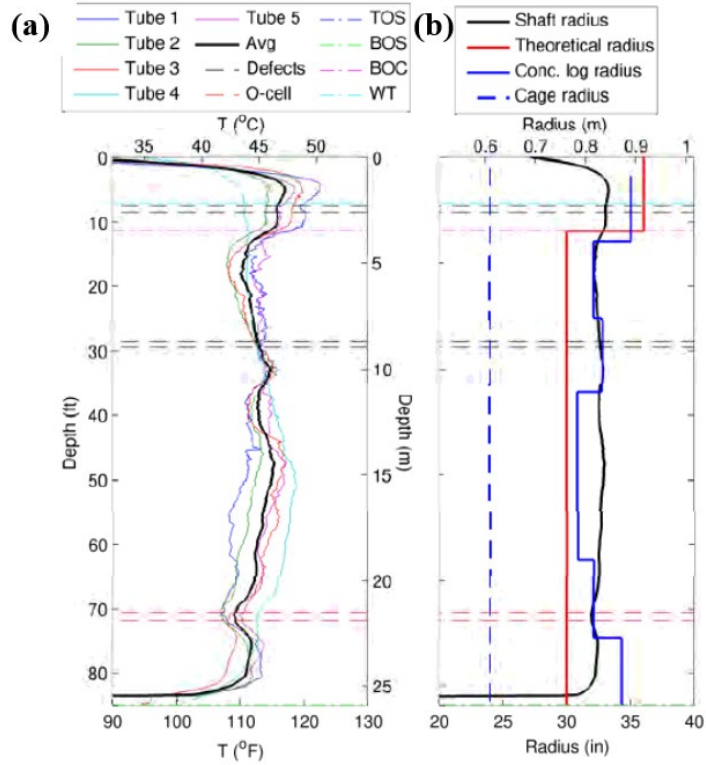 (a)
Tube 1 Tube 5 TOS
Tube 2 Avg BOS
Tube 3 Defects BOC
Tube 4 O-cell WT
T (°C)
35 40 45 50
0 10 20 30 40 50 60 70 80
Depth (ft)
0 5 10 15 20 25
Depth (m)
90 100 110 120 130
T (°F)
(b)
Shaft radius
Theoretical radius
Conc. log radius
Cage radius
Radius (m)
0.6 0.7 0.8 0.9 1
20 25 30 35 40
Radius (in)